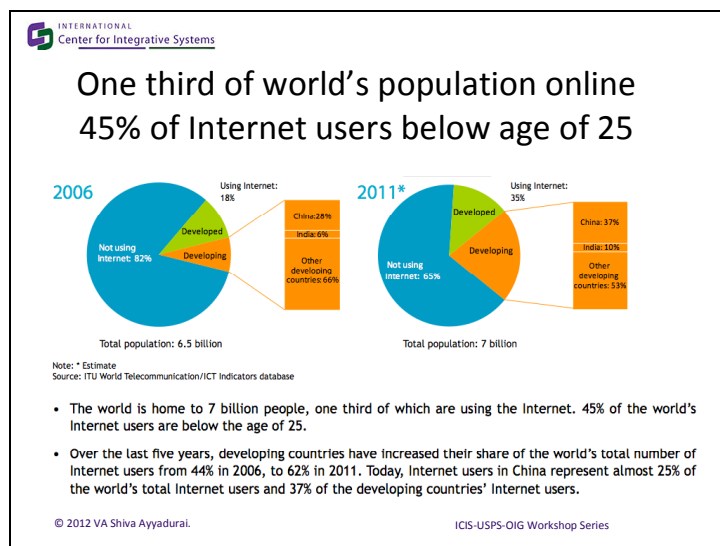 INTERNATIONAL
Center for Integrative Systems
One third of world's population online
45% of Internet users below age of 25
2006
Using Internet:
18%
Developed
Developing
Not using
Internet: 82%
China:28%
India:6%
Other
developing
countries:66%
Total population: 6.5 billion
2011*
Using Internet:
35%
Developed
Developing
Not using
Internet: 65%
China: 37%
India: 10%
Other
developing
countries: 53%
Total population: 7 billion
Note: * Estimate
Source: ITU World Telecommunication/ICT Indicators database
• The world is home to 7 billion people, one third of which are using the Internet. 45% of the world's
Internet users are below the age of 25.
• Over the last five years, developing countries have increased their share of the world's total number of
Internet users from 44% in 2006, to 62% in 2011. Today, Internet users in China represent almost 25% of
the world's total Internet users and 37% of the developing countries' Internet users.
© 2012 VA Shiva Ayyadurai.
ICIS-USPS-OIG Workshop Series